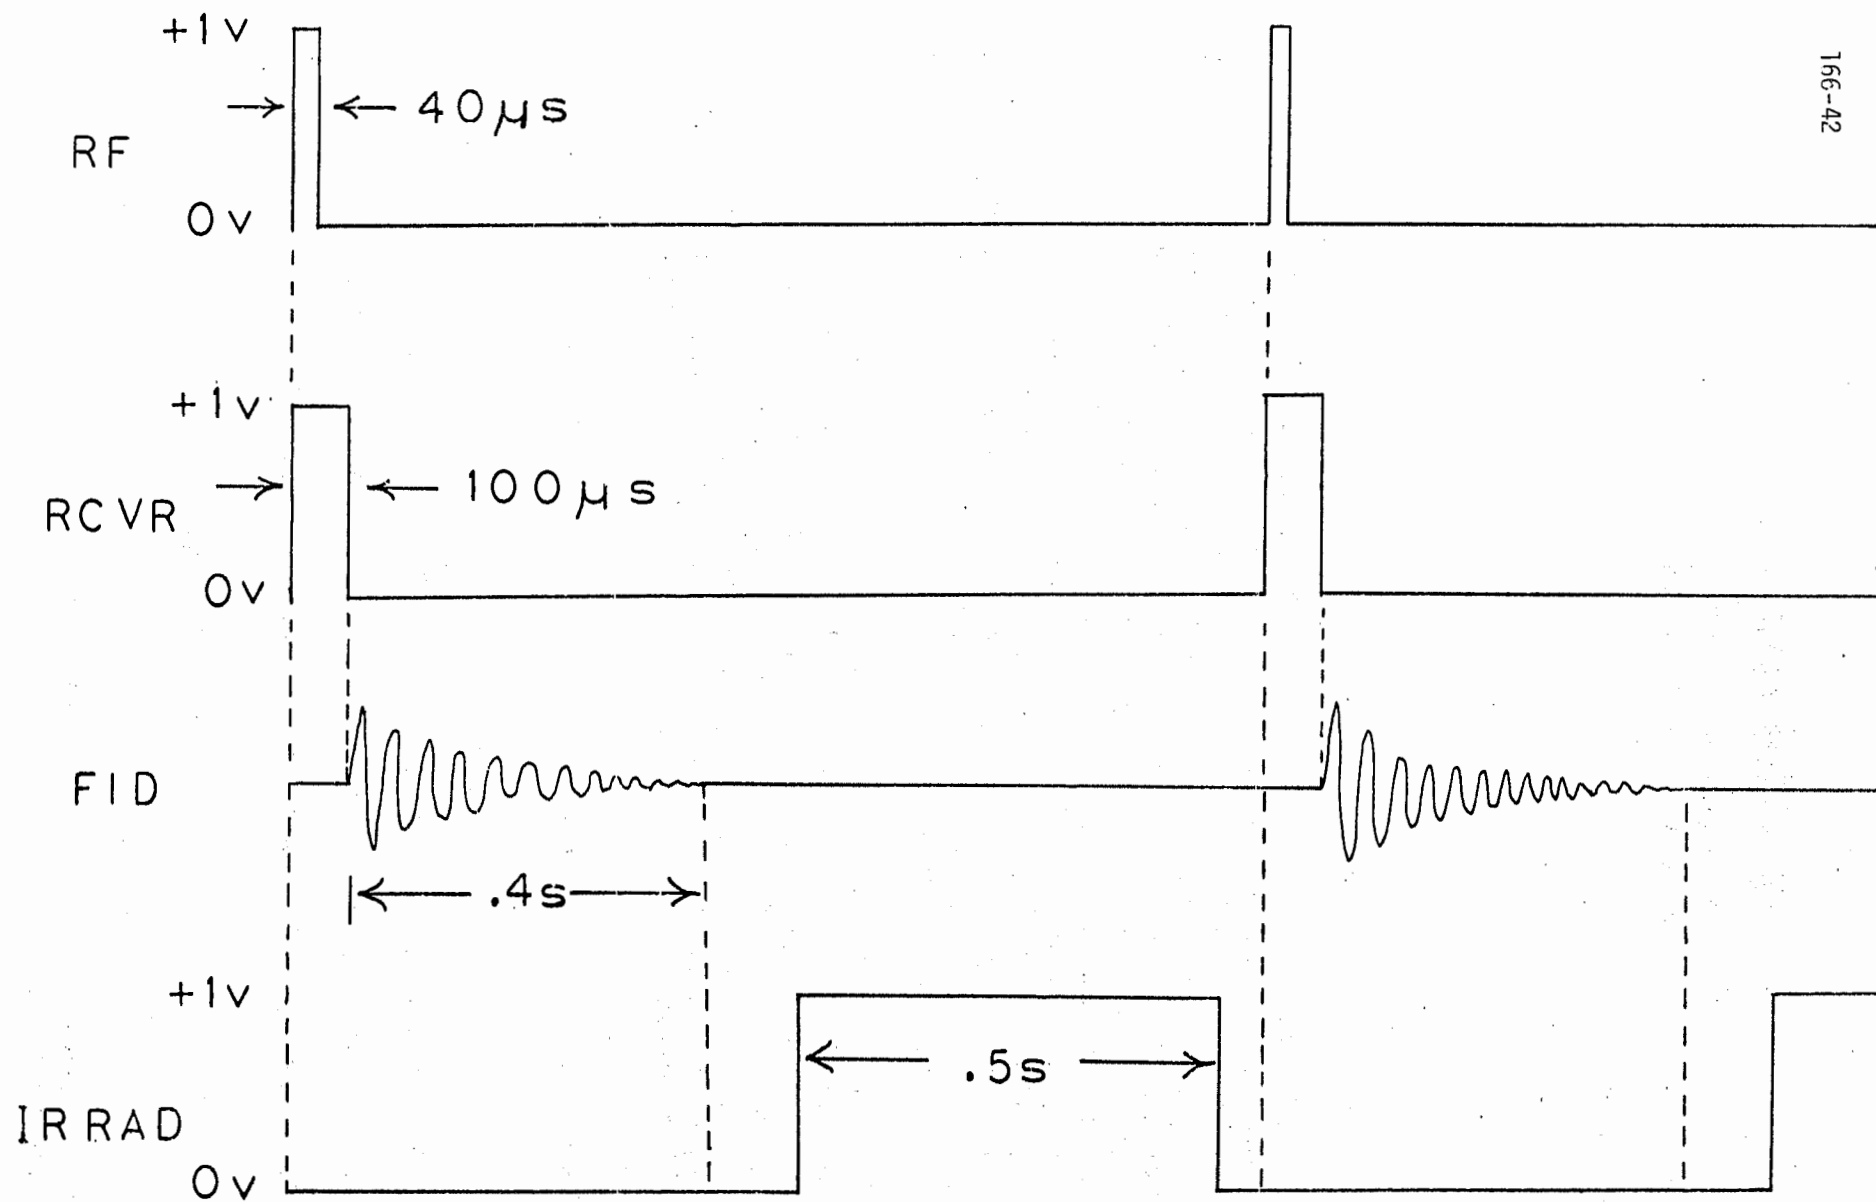 166-42
+1v
40µs
RF
0v
+1v
100µs
RCVR
0v
FID
.4s
+1v
.5s
IRRAD
0v